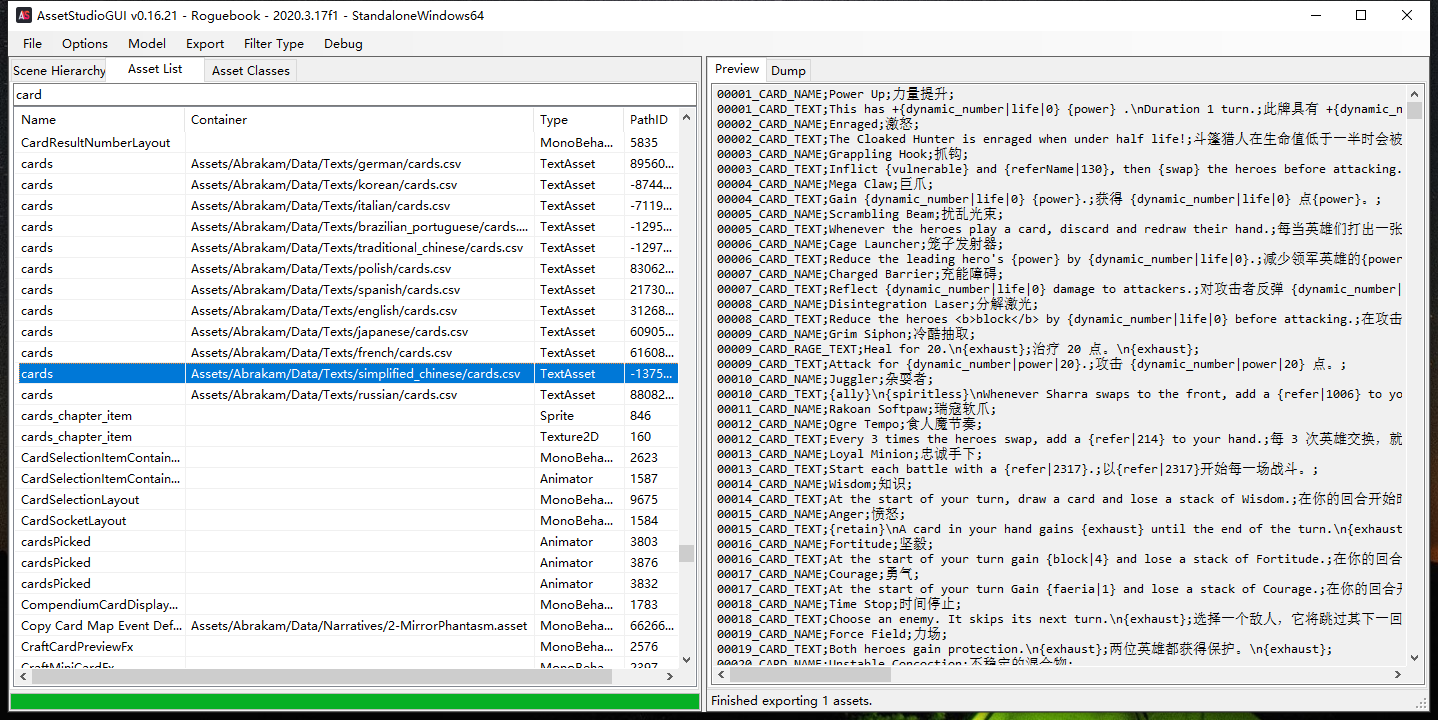 AssetStudioGUI v0.16.21 - Roguebook - 2020.3.17f1 - StandaloneWindows64
File Options Model Export Filter Type Debug
Scene Hierarchy Asset List Asset Classes
card
Name Container Type PathID
CardResultNumberLayout MonoBeha... 5835
cards Assets/Abrakam/Data/Texts/german/cards.csv TextAsset 89560...
cards Assets/Abrakam/Data/Texts/korean/cards.csv TextAsset -8744...
cards Assets/Abrakam/Data/Texts/italian/cards.csv TextAsset -7119...
cards Assets/Abrakam/Data/Texts/brazilian_portuguese/cards.... TextAsset -1295...
cards Assets/Abrakam/Data/Texts/traditional_chinese/cards.csv TextAsset -1297...
cards Assets/Abrakam/Data/Texts/polish/cards.csv TextAsset 83062...
cards Assets/Abrakam/Data/Texts/spanish/cards.csv TextAsset 21730...
cards Assets/Abrakam/Data/Texts/english/cards.csv TextAsset 31268...
cards Assets/Abrakam/Data/Texts/japanese/cards.csv TextAsset 60905...
cards Assets/Abrakam/Data/Texts/french/cards.csv TextAsset 61608...
cards Assets/Abrakam/Data/Texts/simplified_chinese/cards.csv TextAsset -1375...
cards Assets/Abrakam/Data/Texts/russian/cards.csv TextAsset 88082...
cards_chapter_item Sprite 846
cards_chapter_item Texture2D 160
CardSelectionItemContain... MonoBeha... 2623
CardSelectionItemContain... Animator 1587
CardSelectionLayout MonoBeha... 9675
CardSocketLayout MonoBeha... 1584
cardsPicked Animator 3803
cardsPicked Animator 3876
cardsPicked Animator 3832
CompendiumCardDisplay... MonoBeha... 1783
Copy Card Map Event Def... Assets/Abrakam/Data/Narratives/2-MirrorPhantasm.asset MonoBeha... 66266...
CraftCardPreviewFx MonoBeha... 2576
CraftMiniCardFx MonoBeha... 2397
Preview Dump
00001_CARD_NAME;Power Up;力量提升;
00001_CARD_TEXT;This has +{dynamic_number|life|0} {power} .\nDuration 1 turn.;此牌具有 +{dynamic_n
00002_CARD_NAME;Enraged;激怒;
00002_CARD_TEXT;The Cloaked Hunter is enraged when under half life!;斗篷猎人在生命值低于一半时会被
00003_CARD_NAME;Grappling Hook;抓钩;
00003_CARD_TEXT;Inflict {vulnerable} and {referName|130}, then {swap} the heroes before attacking.
00004_CARD_NAME;Mega Claw;巨爪;
00004_CARD_TEXT;Gain {dynamic_number|life|0} {power}.;获得 {dynamic_number|life|0} 点{power}。;
00005_CARD_NAME;Scrambling Beam;扰乱光束;
00005_CARD_TEXT;Whenever the heroes play a card, discard and redraw their hand.;每当英雄们打出一张
00006_CARD_NAME;Cage Launcher;笼子发射器;
00006_CARD_TEXT;Reduce the leading hero's {power} by {dynamic_number|life|0}.;减少领军英雄的{power
00007_CARD_NAME;Charged Barrier;充能障碍;
00007_CARD_TEXT;Reflect {dynamic_number|life|0} damage to attackers.;对攻击者反弹 {dynamic_number|
00008_CARD_NAME;Disintegration Laser;分解激光;
00008_CARD_TEXT;Reduce the heroes <b>block</b> by {dynamic_number|life|0} before attacking.;在攻击
00009_CARD_NAME;Grim Siphon;冷酷抽取;
00009_CARD_RAGE_TEXT;Heal for 20.\n{exhaust};治疗 20 点。\n{exhaust};
00009_CARD_TEXT;Attack for {dynamic_number|power|20}.;攻击 {dynamic_number|power|20} 点。;
00010_CARD_NAME;Juggler;杂耍者;
00010_CARD_TEXT;{ally}\n{spiritless}\nWhenever Sharra swaps to the front, add a {refer|1006} to yo
00011_CARD_NAME;Rakoan Softpaw;瑞寇软爪;
00012_CARD_NAME;Ogre Tempo;食人魔节奏;
00012_CARD_TEXT;Every 3 times the heroes swap, add a {refer|214} to your hand.;每 3 次英雄交换，就
00013_CARD_NAME;Loyal Minion;忠诚手下;
00013_CARD_TEXT;Start each battle with a {refer|2317}.;以{refer|2317}开始每一场战斗。;
00014_CARD_NAME;Wisdom;知识;
00014_CARD_TEXT;At the start of your turn, draw a card and lose a stack of Wisdom.;在你的回合开始时
00015_CARD_NAME;Anger;愤怒;
00015_CARD_TEXT;{retain}\nA card in your hand gains {exhaust} until the end of the turn.\n{exhaust
00016_CARD_NAME;Fortitude;坚毅;
00016_CARD_TEXT;At the start of your turn gain {block|4} and lose a stack of Fortitude.;在你的回合
00017_CARD_NAME;Courage;勇气;
00017_CARD_TEXT;At the start of your turn Gain {faeria|1} and lose a stack of Courage.;在你的回合开
00018_CARD_NAME;Time Stop;时间停止;
00018_CARD_TEXT;Choose an enemy. It skips its next turn.\n{exhaust};选择一个敌人，它将跳过其下一回
00019_CARD_NAME;Force Field;力场;
00019_CARD_TEXT;Both heroes gain protection.\n{exhaust};两位英雄都获得保护。\n{exhaust};
00020_CARD_NAME;Unstable Concoction;不稳定的混合物;
Finished exporting 1 assets.